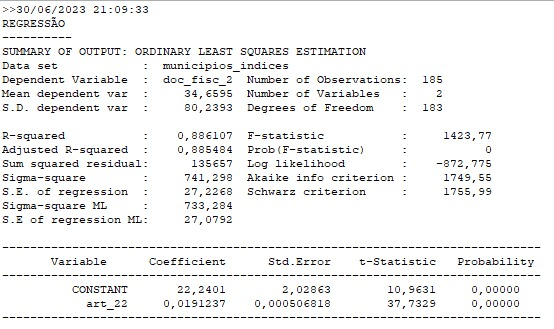 >>30/06/2023 21:09:33
REGRESSÃO
----------
SUMMARY OF OUTPUT: ORDINARY LEAST SQUARES ESTIMATION
Data set            :  municipios_indices
Dependent Variable  :  doc_fisc_2  Number of Observations:  185
Mean dependent var  :     34,6595  Number of Variables   :    2
S.D. dependent var  :     80,2393  Degrees of Freedom    :  183
R-squared           :    0,886107  F-statistic           :     1423,77
Adjusted R-squared  :    0,885484  Prob(F-statistic)     :           0
Sum squared residual:      135657  Log likelihood        :    -872,775
Sigma-square        :     741,298  Akaike info criterion :     1749,55
S.E. of regression  :     27,2268  Schwarz criterion     :     1755,99
Sigma-square ML     :     733,284
S.E of regression ML:     27,0792
-----------------------------------------------------------------------------
Variable     Coefficient      Std.Error    t-Statistic   Probability
-----------------------------------------------------------------------------
CONSTANT         22,2401        2,02863        10,9631       0,00000
art_22       0,0191237    0,000506818        37,7329       0,00000
-----------------------------------------------------------------------------